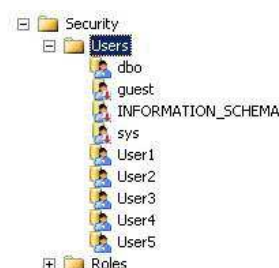 Security
Users
dbo
guest
INFORMATION_SCHEMA
sys
User1
User2
User3
User4
User5
Roles